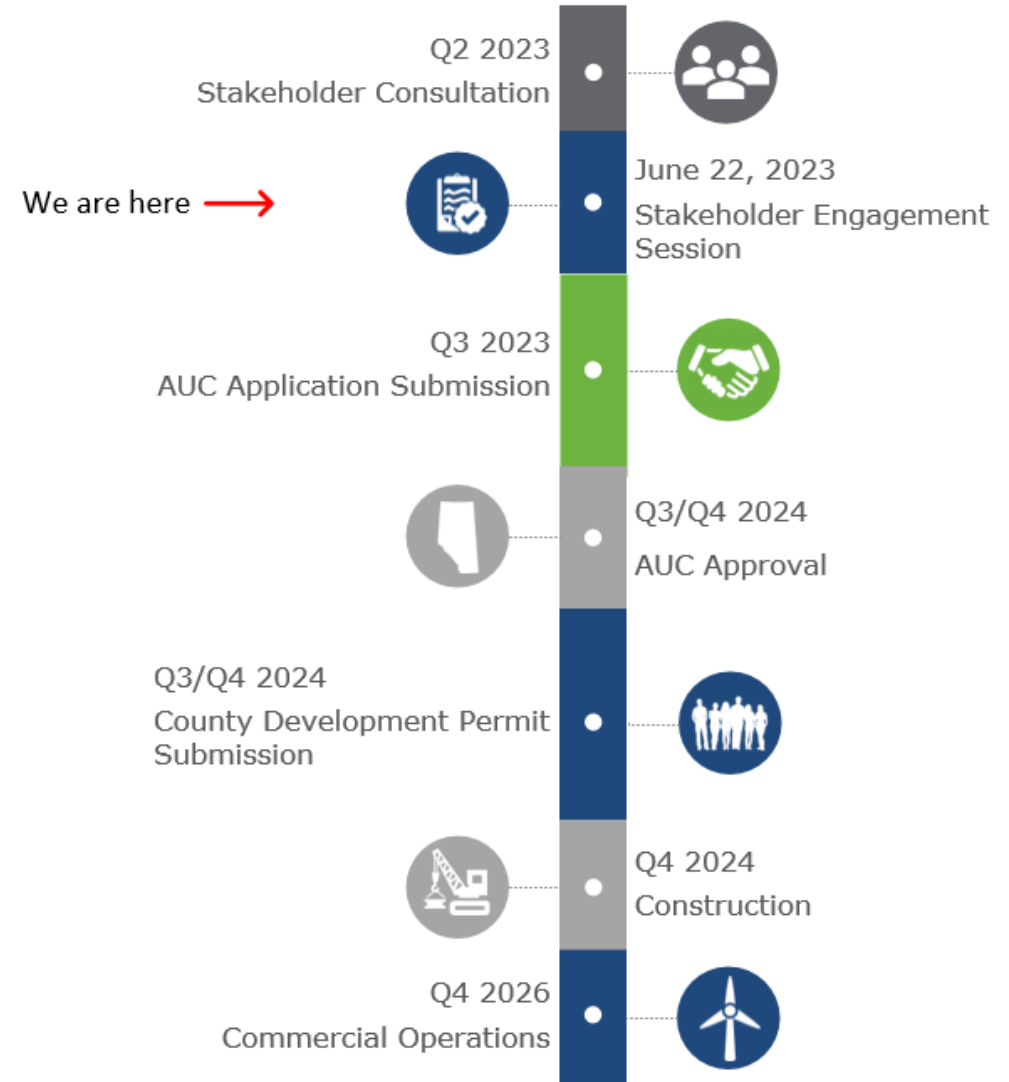 Q2 2023
Stakeholder Consultation
We are here
June 22, 2023
Stakeholder Engagement
Session
Q3 2023
AUC Application Submission
Q3/Q4 2024
AUC Approval
Q3/Q4 2024
County Development Permit
Submission
Q4 2024
Construction
Q4 2026
Commercial Operations